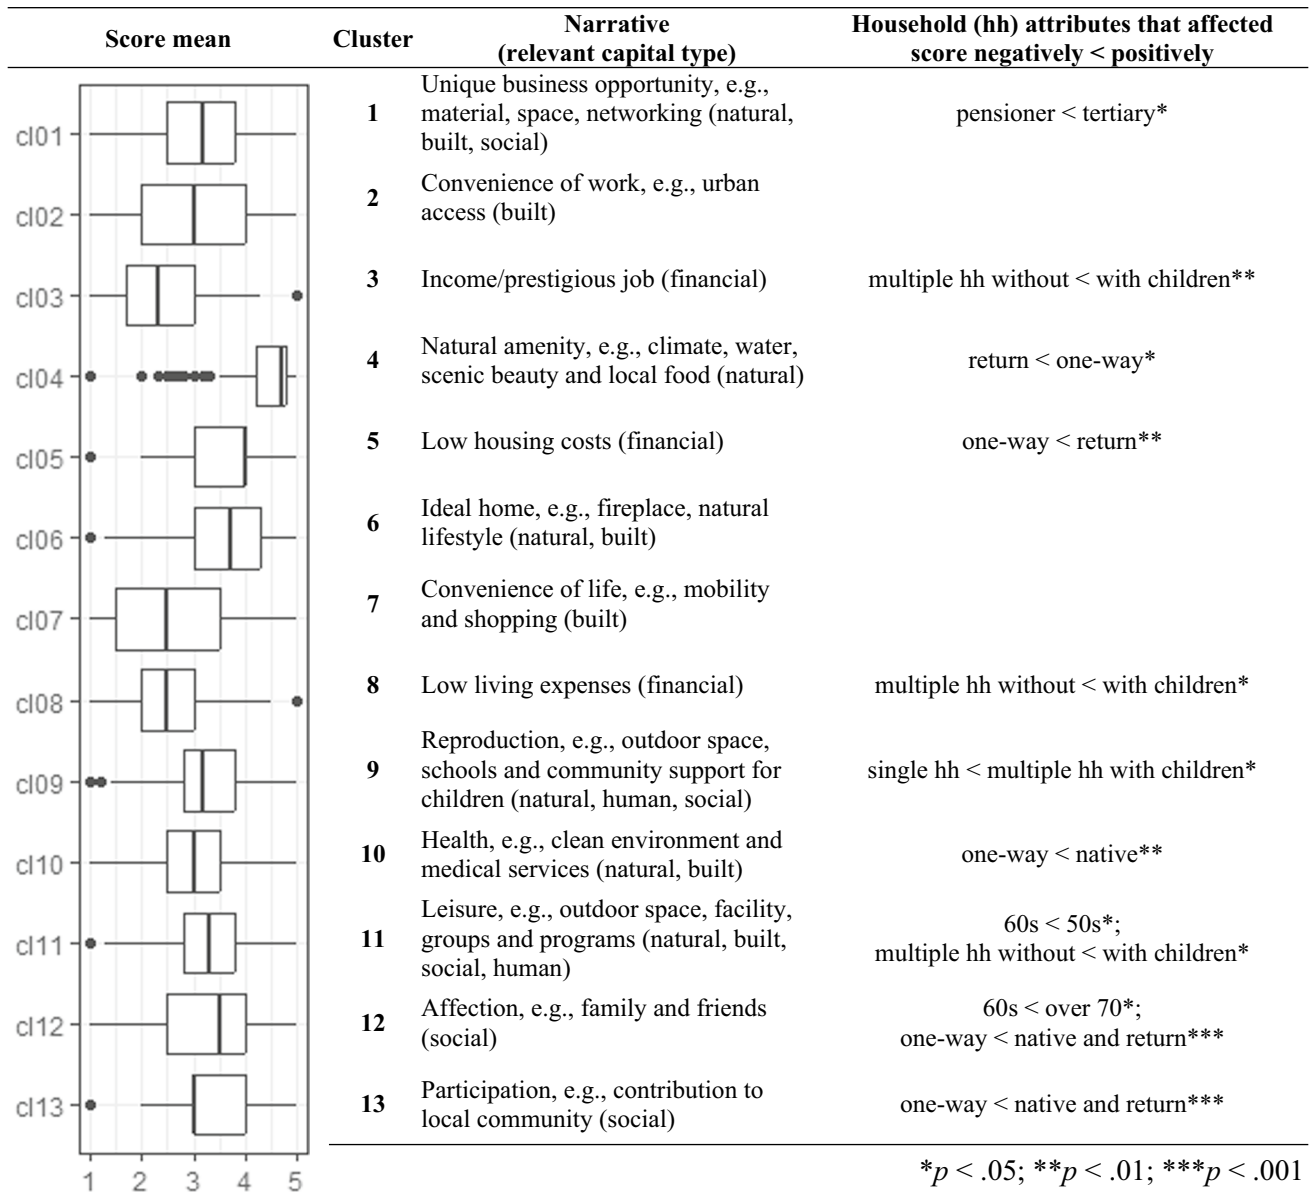 Score mean
Cluster
Narrative
(relevant capital type)
Household (hh) attributes that affected
score negatively < positively
cl01
1
Unique business opportunity, e.g.,
material, space, networking (natural,
built, social)
pensioner < tertiary*
cl02
2
Convenience of work, e.g., urban
access (built)
cl03
3
Income/prestigious job (financial)
multiple hh without < with children**
cl04
4
Natural amenity, e.g., climate, water,
scenic beauty and local food (natural)
return < one-way*
cl05
5
Low housing costs (financial)
one-way < return**
cl06
6
Ideal home, e.g., fireplace, natural
lifestyle (natural, built)
cl07
7
Convenience of life, e.g., mobility
and shopping (built)
cl08
8
Low living expenses (financial)
multiple hh without < with children*
cl09
9
Reproduction, e.g., outdoor space,
schools and community support for
children (natural, human, social)
single hh < multiple hh with children*
cl10
10
Health, e.g., clean environment and
medical services (natural, built)
one-way < native**
cl11
11
Leisure, e.g., outdoor space, facility,
groups and programs (natural, built,
social, human)
60s < 50s*;
multiple hh without < with children*
cl12
12
Affection, e.g., family and friends
(social)
60s < over 70*;
one-way < native and return***
cl13
13
Participation, e.g., contribution to
local community (social)
one-way < native and return***
1 2 3 4 5
*p < .05; **p < .01; ***p < .001